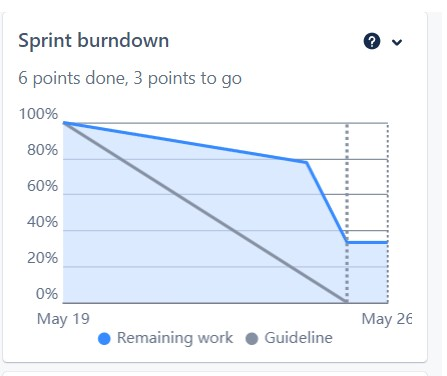 Sprint burndown
6 points done, 3 points to go
100%
80%
60%
40%
20%
0%
May 19 May 26
Remaining work Guideline